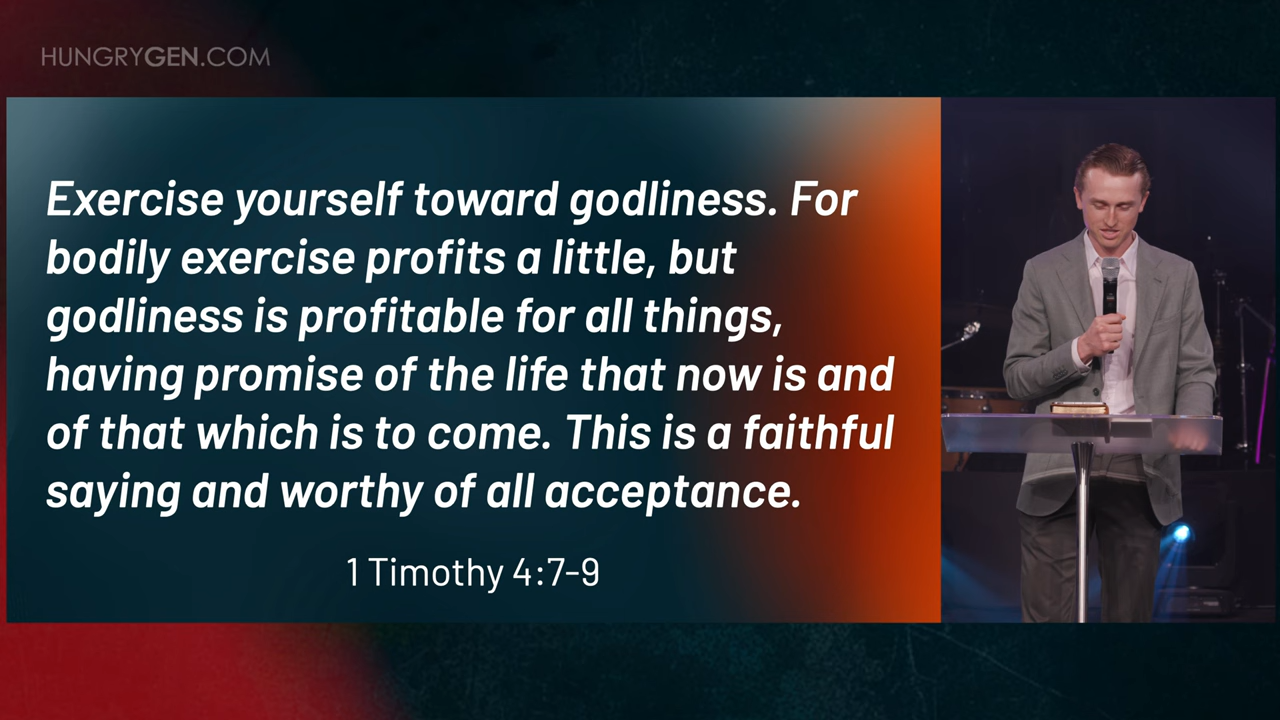 HUNGRYGEN.COM
Exercise yourself toward godliness. For
bodily exercise profits a little, but
godliness is profitable for all things,
having promise of the life that now is and
of that which is to come. This is a faithful
saying and worthy of all acceptance.
1 Timothy 4:7-9